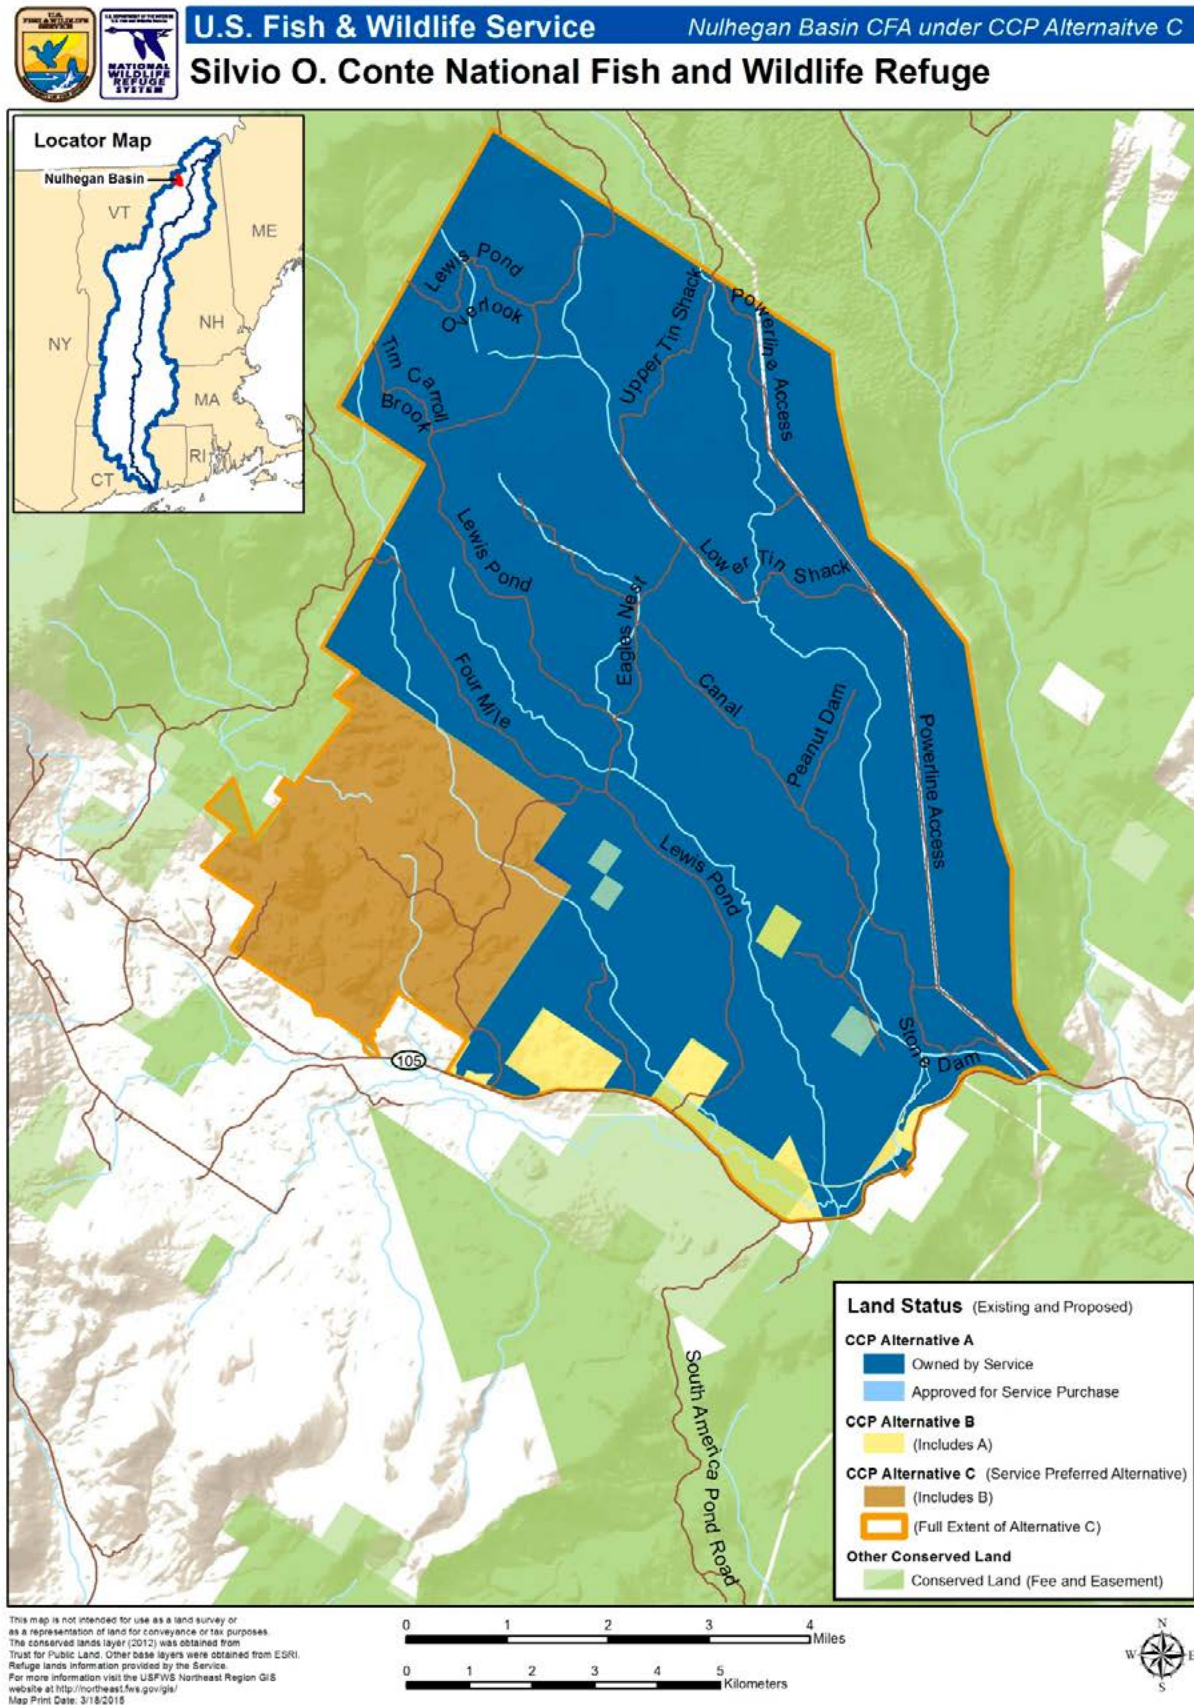 U.S. FISH & WILDLIFE SERVICE
NATIONAL
WILDLIFE
REFUGE
SYSTEM
U.S. Fish & Wildlife Service
Nulhegan Basin CFA under CCP Alternaitve C
Silvio O. Conte National Fish and Wildlife Refuge
Locator Map
Nulhegan Basin
VT
ME
NH
NY
MA
RI
CT
Lewis Pond
Overlook
Tim Carroll
Brook
Upper Tin Shack
Powerline Access
Lewis Pond
Lower Tin Shack
Eagles Nest
Four Mile
Canal
Peanut Dam
Powerline Access
Lewis Pond
Stone Dam
105
South America Pond Road
Land Status (Existing and Proposed)
CCP Alternative A
Owned by Service
Approved for Service Purchase
CCP Alternative B
(Includes A)
CCP Alternative C (Service Preferred Alternative)
(Includes B)
(Full Extent of Alternative C)
Other Conserved Land
Conserved Land (Fee and Easement)
This map is not intended for use as a land survey or
as a representation of land for conveyance or tax purposes.
The conserved lands layer (2012) was obtained from
Trust for Public Land. Other base layers were obtained from ESRI.
Refuge lands information provided by the Service.
For more information visit the USFWS Northeast Region GIS
website at http://northeast.fws.gov/gis/
Map Print Date: 3/18/2015
0 1 2 3 4
Miles
0 1 2 3 4 5
Kilometers
N
W E
S